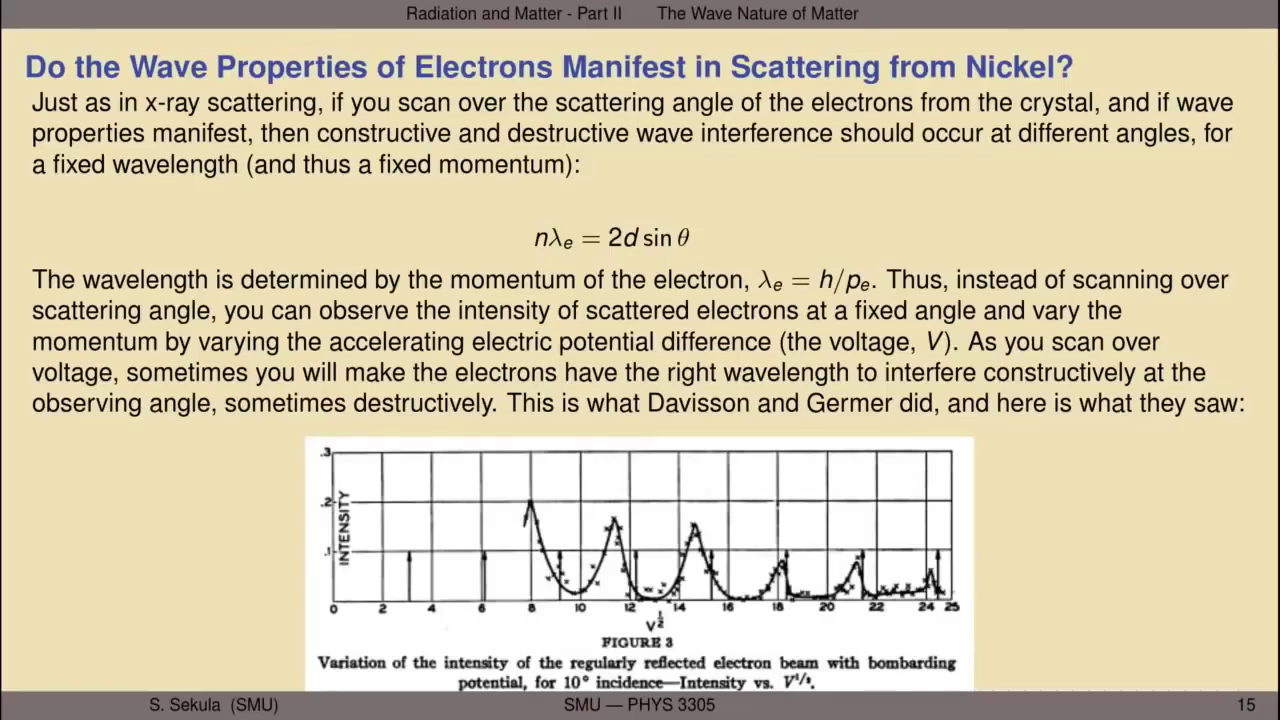 Radiation and Matter - Part II The Wave Nature of Matter
Do the Wave Properties of Electrons Manifest in Scattering from Nickel?
Just as in x-ray scattering, if you scan over the scattering angle of the electrons from the crystal, and if wave
properties manifest, then constructive and destructive wave interference should occur at different angles, for
a fixed wavelength (and thus a fixed momentum):
nλₑ = 2d sin θ
The wavelength is determined by the momentum of the electron, λₑ = h/pₑ. Thus, instead of scanning over
scattering angle, you can observe the intensity of scattered electrons at a fixed angle and vary the
momentum by varying the accelerating electric potential difference (the voltage, V). As you scan over
voltage, sometimes you will make the electrons have the right wavelength to interfere constructively at the
observing angle, sometimes destructively. This is what Davisson and Germer did, and here is what they saw:
.3
.2
.1
INTENSITY
0 2 4 6 8 10 12 14 16 18 20 22 24 25
V^½
FIGURE 3
Variation of the intensity of the regularly reflected electron beam with bombarding
potential, for 10° incidence—Intensity vs. V^1/2.
S. Sekula (SMU) SMU — PHYS 3305 15